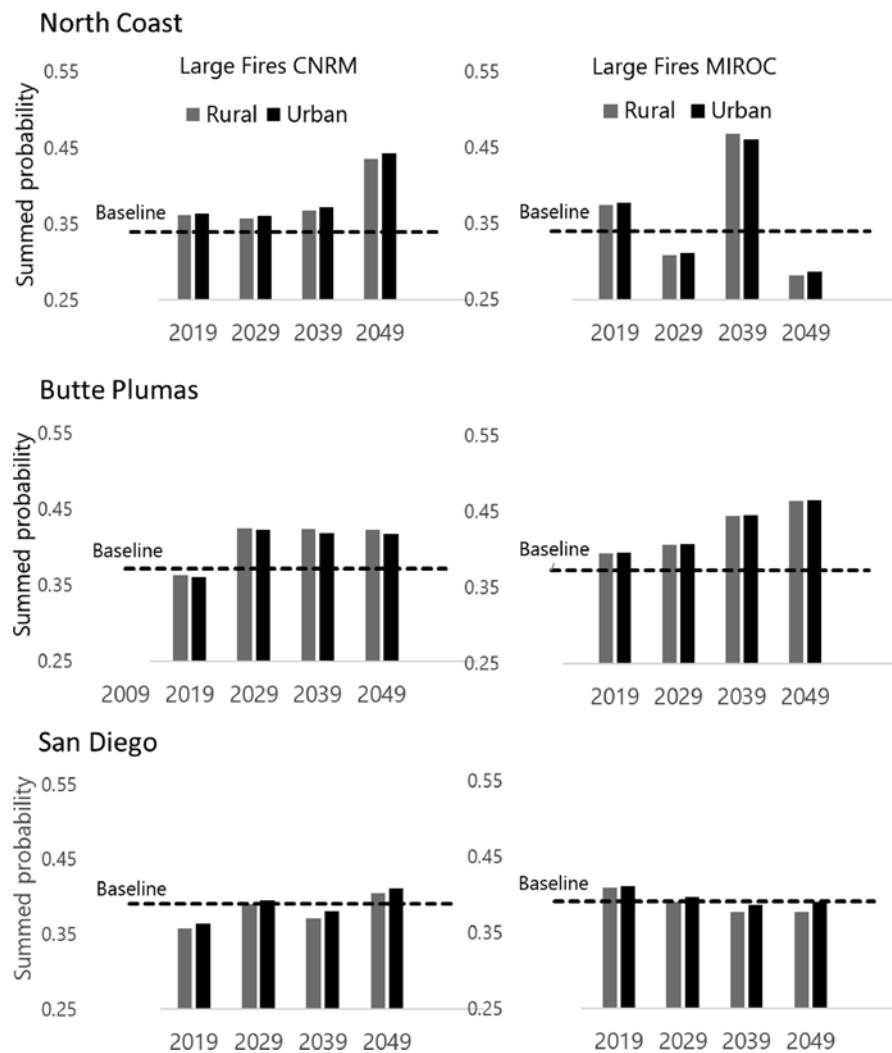 North Coast
Large Fires CNRM
Rural Urban
Summed probability
0.55
0.45
0.35
0.25
Baseline
2019 2029 2039 2049
Large Fires MIROC
Rural Urban
0.55
0.45
0.35
0.25
Baseline
2019 2029 2039 2049
Butte Plumas
Summed probability
0.55
0.45
0.35
0.25
Baseline
2009 2019 2029 2039 2049
0.55
0.45
0.35
0.25
Baseline
2019 2029 2039 2049
San Diego
Summed probability
0.55
0.45
0.35
0.25
Baseline
2019 2029 2039 2049
0.55
0.45
0.35
0.25
Baseline
2019 2029 2039 2049